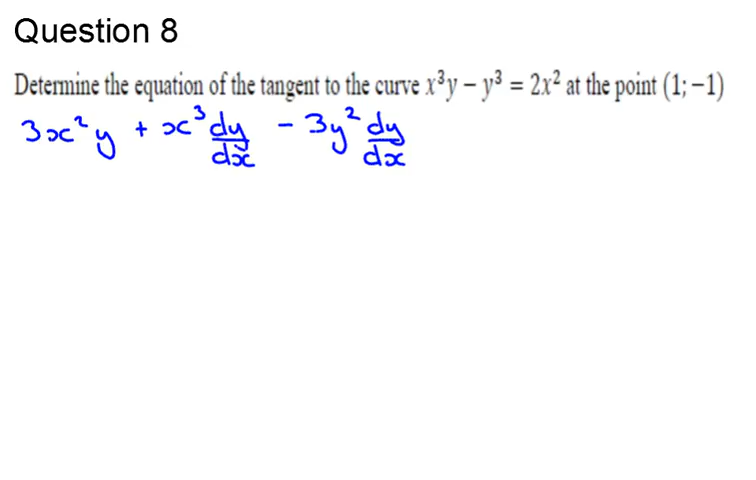 Question 8
Determine the equation of the tangent to the curve x³y − y³ = 2x² at the point (1; −1)
3x²y + x³ dy/dx − 3y² dy/dx